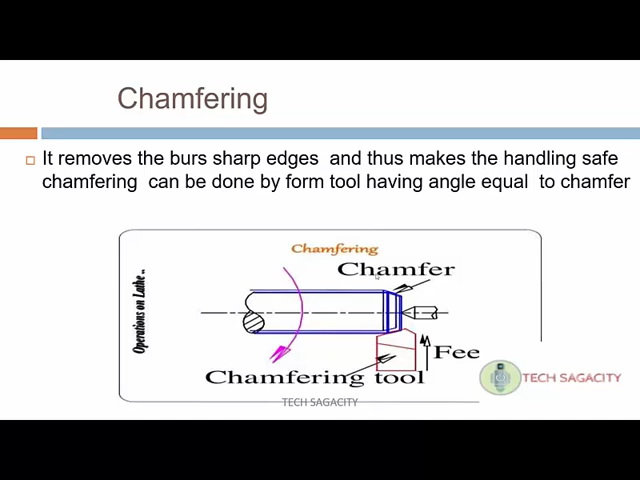 Chamfering
It removes the burs sharp edges and thus makes the handling safe
chamfering can be done by form tool having angle equal to chamfer
Chamfering
Chamfer
Operations on Lathe ..
Fee
Chamfering tool
TECH SAGACITY
TECH SAGACITY